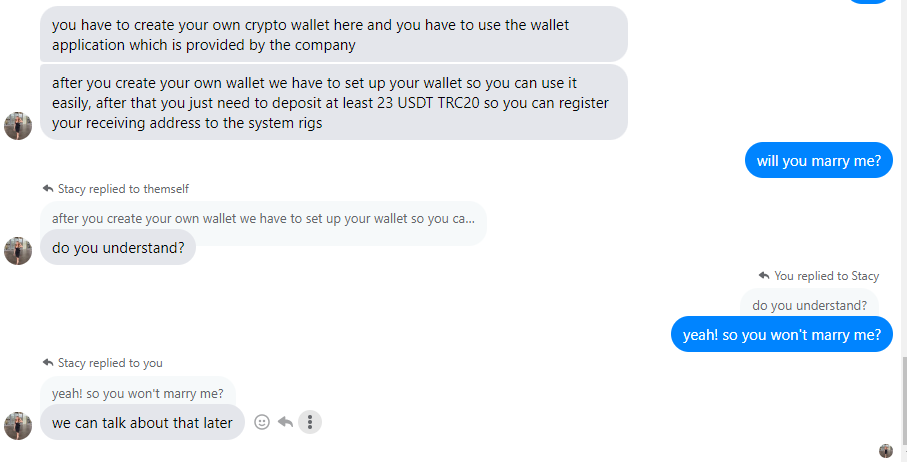 you have to create your own crypto wallet here and you have to use the wallet
application which is provided by the company
after you create your own wallet we have to set up your wallet so you can use it
easily, after that you just need to deposit at least 23 USDT TRC20 so you can register
your receiving address to the system rigs
will you marry me?
Stacy replied to themself
after you create your own wallet we have to set up your wallet so you ca...
do you understand?
You replied to Stacy
do you understand?
yeah! so you won't marry me?
Stacy replied to you
yeah! so you won't marry me?
we can talk about that later